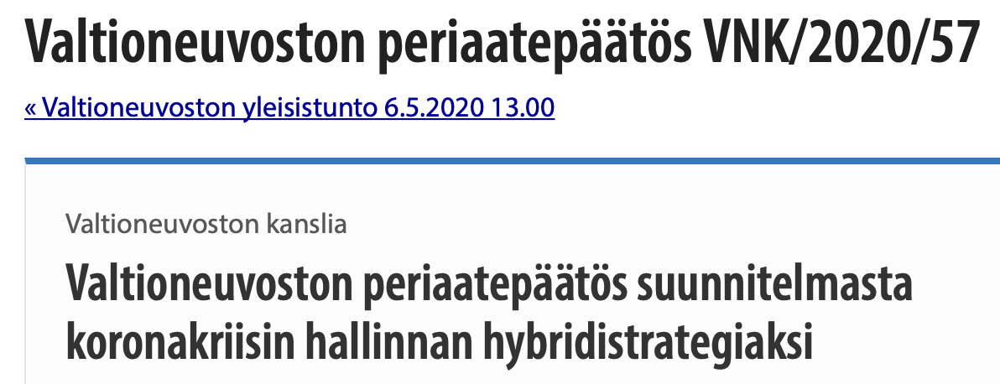 Valtioneuvoston periaatepäätös VNK/2020/57
« Valtioneuvoston yleisistunto 6.5.2020 13.00
Valtioneuvoston kanslia
Valtioneuvoston periaatepäätös suunnitelmasta
koronakriisin hallinnan hybridistrategiaksi